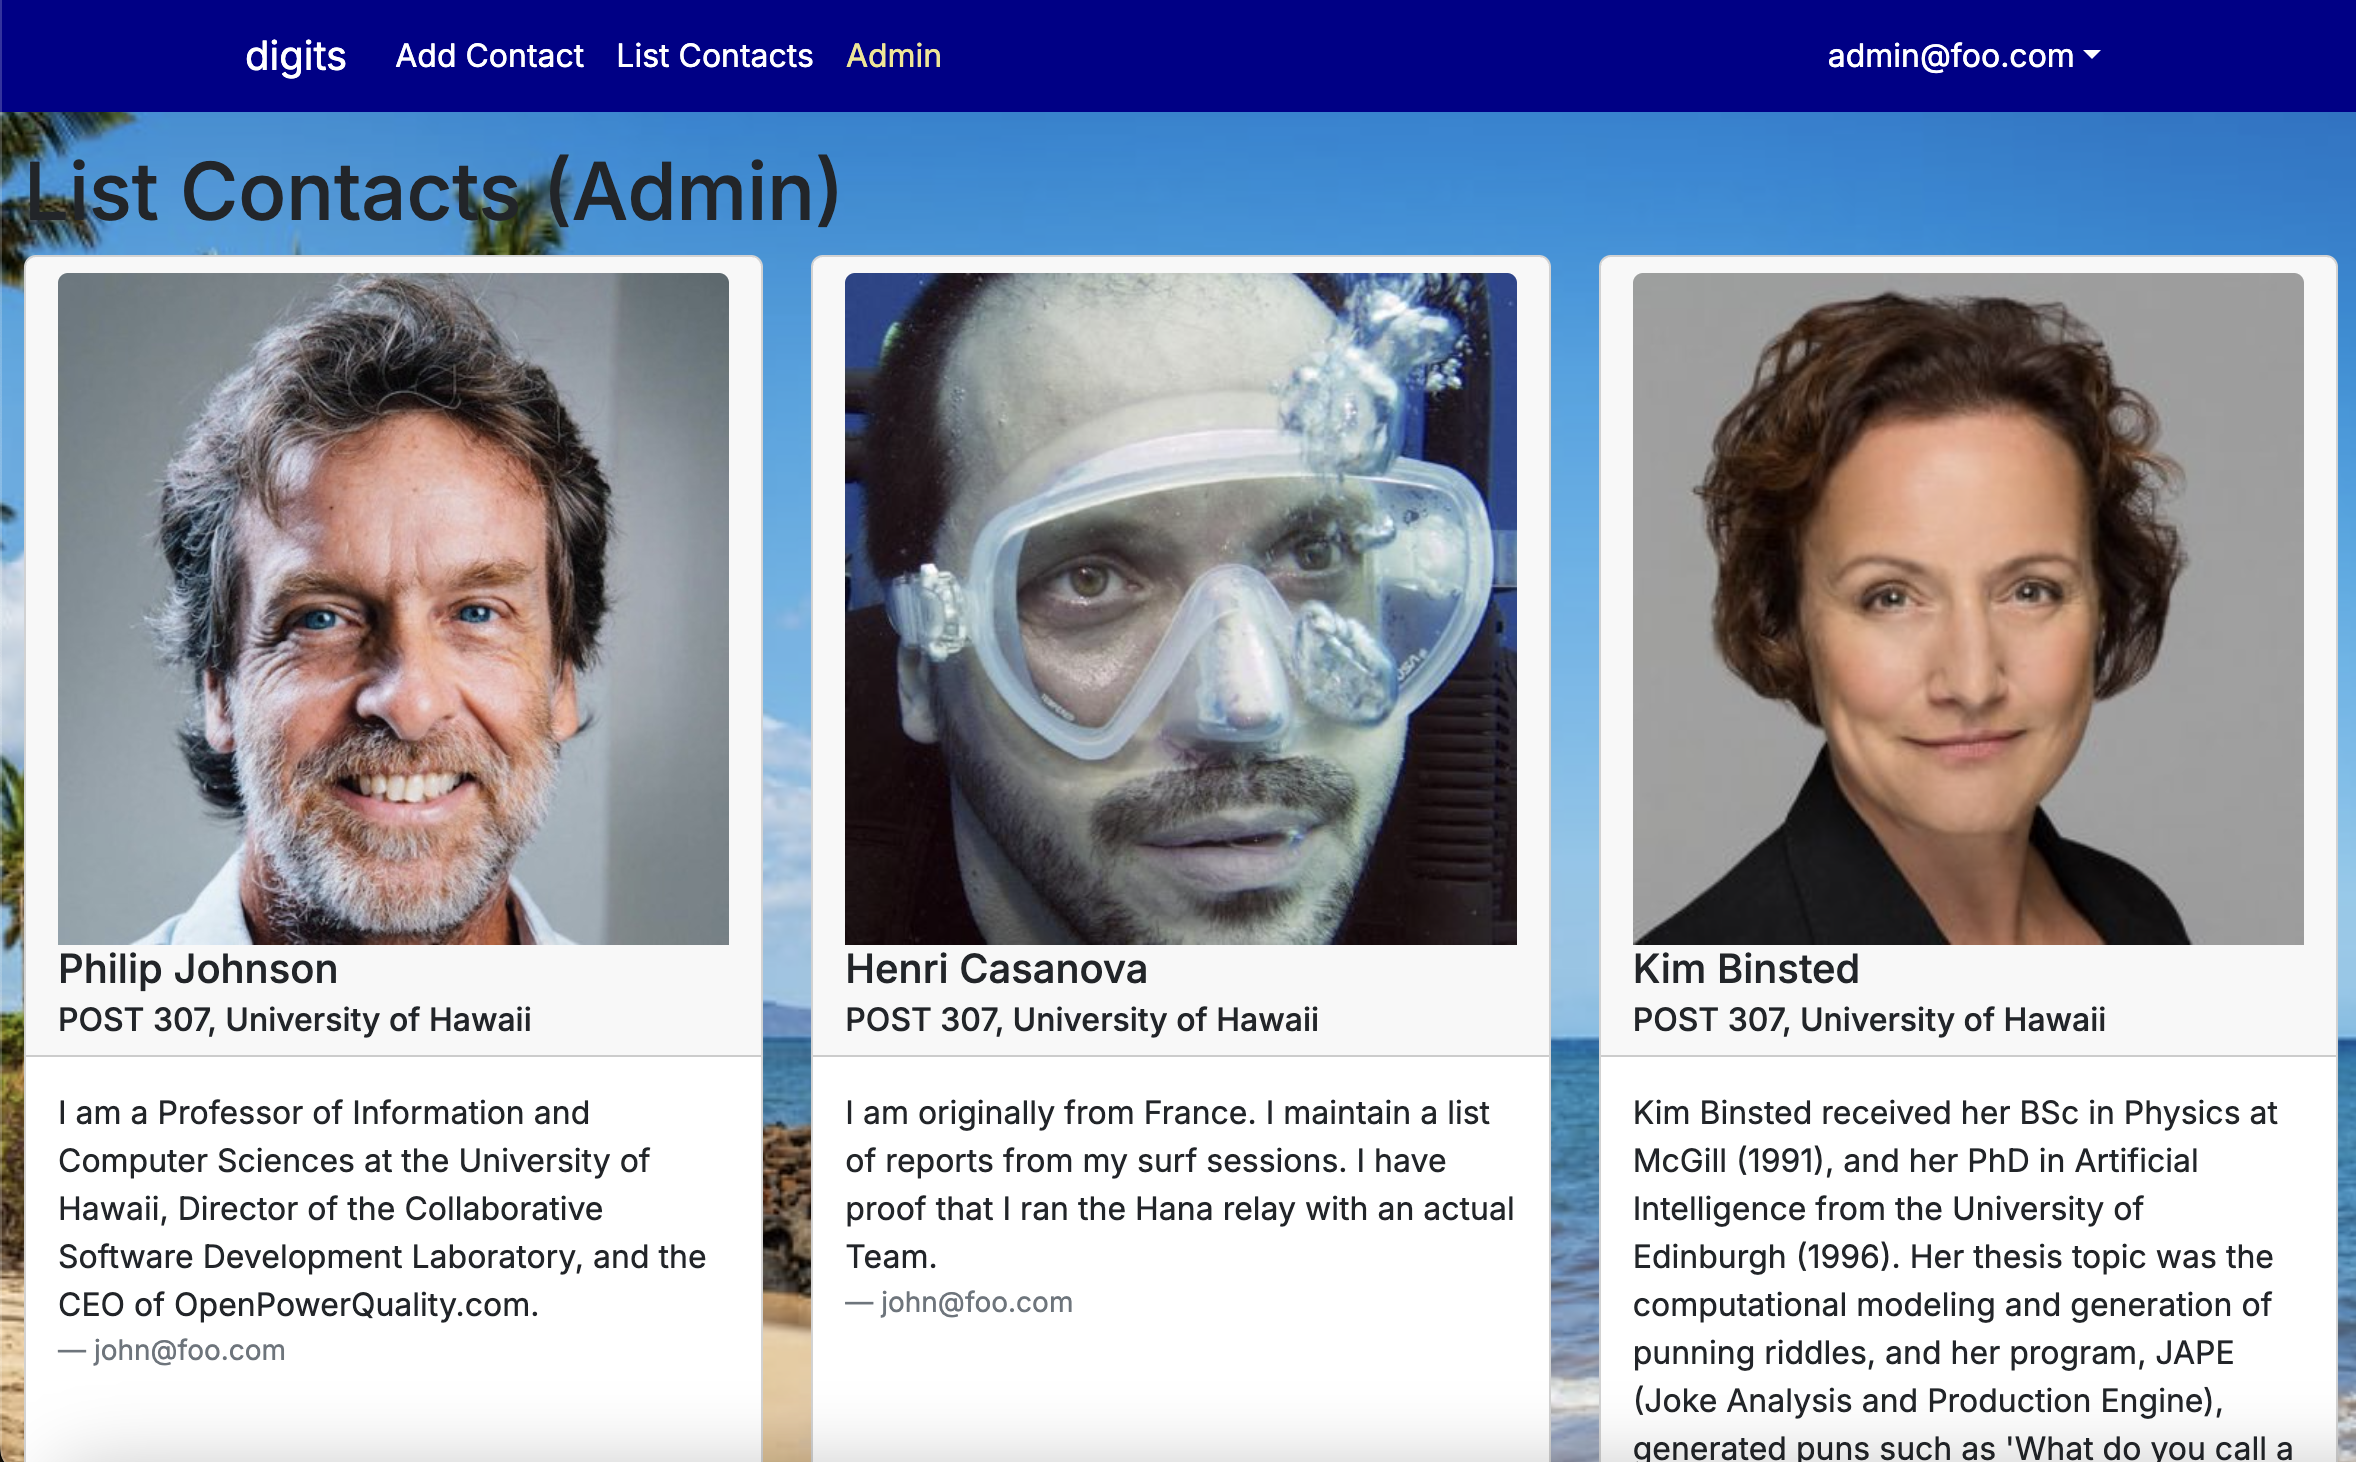 digits Add Contact List Contacts Admin admin@foo.com
List Contacts (Admin)
Philip Johnson
POST 307, University of Hawaii
I am a Professor of Information and
Computer Sciences at the University of
Hawaii, Director of the Collaborative
Software Development Laboratory, and the
CEO of OpenPowerQuality.com.
— john@foo.com
Henri Casanova
POST 307, University of Hawaii
I am originally from France. I maintain a list
of reports from my surf sessions. I have
proof that I ran the Hana relay with an actual
Team.
— john@foo.com
Kim Binsted
POST 307, University of Hawaii
Kim Binsted received her BSc in Physics at
McGill (1991), and her PhD in Artificial
Intelligence from the University of
Edinburgh (1996). Her thesis topic was the
computational modeling and generation of
punning riddles, and her program, JAPE
(Joke Analysis and Production Engine),
generated puns such as 'What do you call a